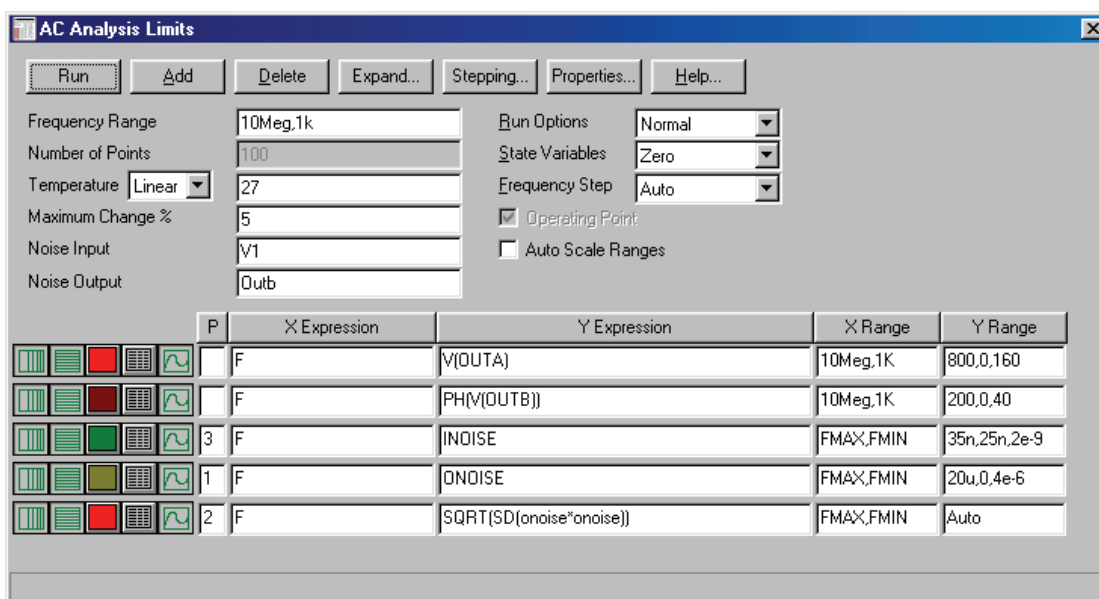 AC Analysis Limits
Run Add Delete Expand... Stepping... Properties... Help...
Frequency Range 10Meg,1k Run Options Normal
Number of Points 100 State Variables Zero
Temperature Linear 27 Frequency Step Auto
Maximum Change % 5 Operating Point
Noise Input V1 Auto Scale Ranges
Noise Output Outb
P X Expression Y Expression X Range Y Range
F V(OUTA) 10Meg,1K 800,0,160
F PH(V(OUTB)) 10Meg,1K 200,0,40
3 F INOISE FMAX,FMIN 35n,25n,2e-9
1 F ONOISE FMAX,FMIN 20u,0,4e-6
2 F SQRT(SD(onoise*onoise)) FMAX,FMIN Auto